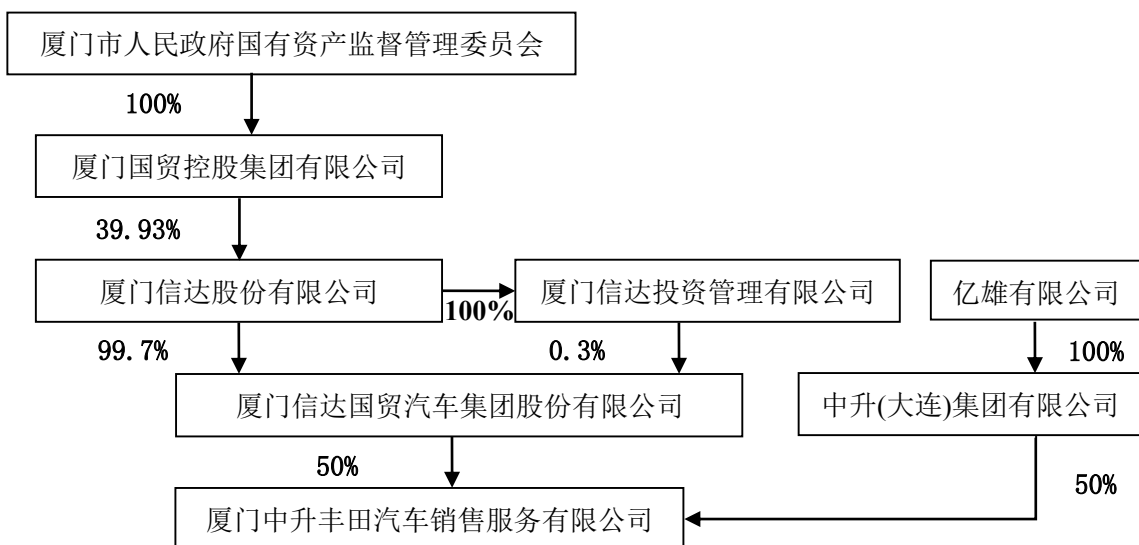 厦门市人民政府国有资产监督管理委员会
100%
厦门国贸控股集团有限公司
39.93%
厦门信达股份有限公司
100%
厦门信达投资管理有限公司
亿雄有限公司
99.7%
0.3%
100%
厦门信达国贸汽车集团股份有限公司
中升(大连)集团有限公司
50%
50%
厦门中升丰田汽车销售服务有限公司